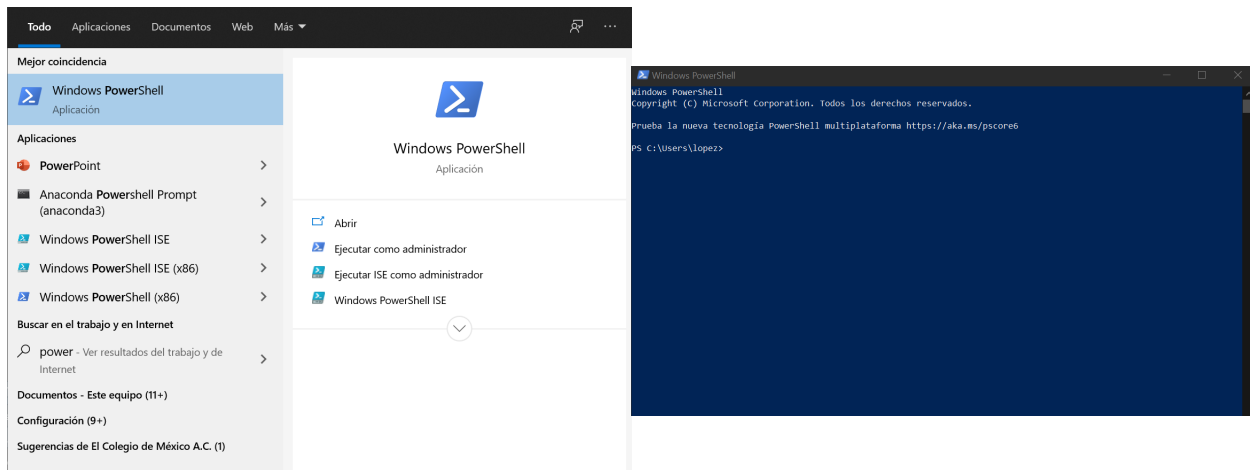 Todo Aplicaciones Documentos Web Más
Mejor coincidencia
Windows PowerShell
Aplicación
Aplicaciones
PowerPoint
Anaconda Powershell Prompt
(anaconda3)
Windows PowerShell ISE
Windows PowerShell ISE (x86)
Windows PowerShell (x86)
Buscar en el trabajo y en Internet
power - Ver resultados del trabajo y de
Internet
Documentos - Este equipo (11+)
Configuración (9+)
Sugerencias de El Colegio de México A.C. (1)
Windows PowerShell
Aplicación
Abrir
Ejecutar como administrador
Ejecutar ISE como administrador
Windows PowerShell ISE
Windows PowerShell
Windows PowerShell
Copyright (C) Microsoft Corporation. Todos los derechos reservados.
Prueba la nueva tecnología PowerShell multiplataforma https://aka.ms/pscore6
PS C:\Users\lopez>